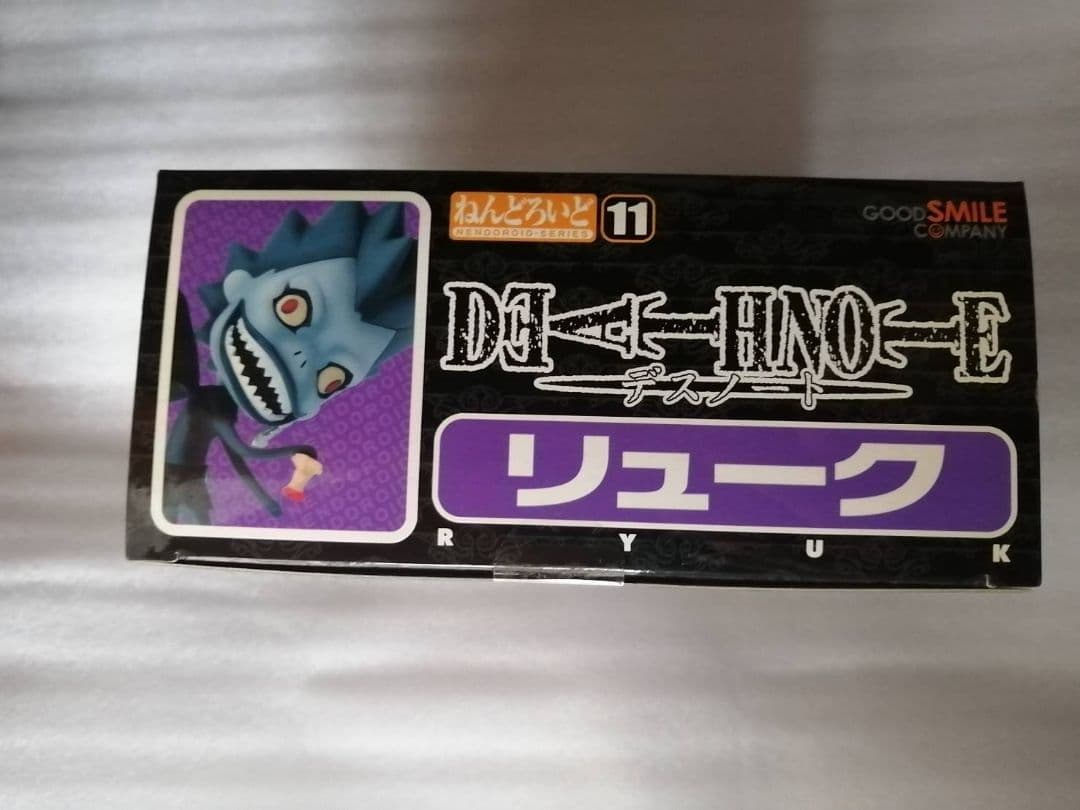 ねんどろいど 11
NENDOROID-SERIES
GOOD SMILE
COMPANY
DEATH NOTE
デスノート
リューク
RYUK